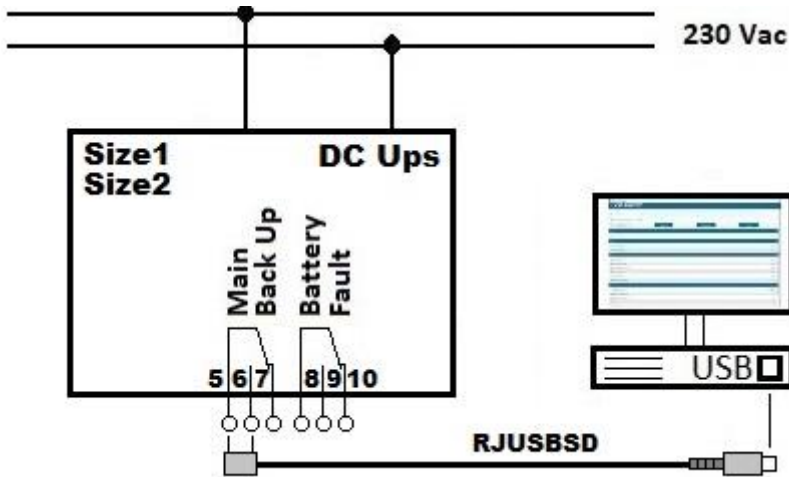 230 Vac
Size1 DC Ups
Size2
Main
Back Up
Battery
Fault
5 6 7 8 9 10
USB
RJUSBSD